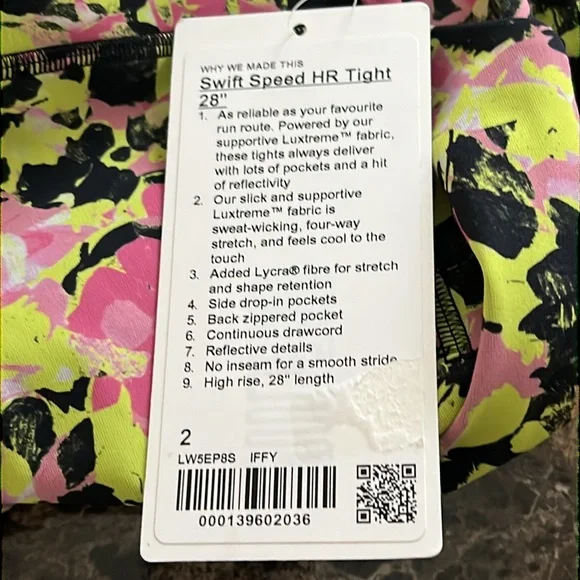 WHY WE MADE THIS
Swift Speed HR Tight
28"
1. As reliable as your favourite
run route. Powered by our
supportive Luxtreme™ fabric,
these tights always deliver
with lots of pockets and a hit
of reflectivity
2. Our slick and supportive
Luxtreme™ fabric is
sweat-wicking, four-way
stretch, and feels cool to the
touch
3. Added Lycra® fibre for stretch
and shape retention
4. Side drop-in pockets
5. Back zippered pocket
6. Continuous drawcord
7. Reflective details
8. No inseam for a smooth stride
9. High rise, 28" length
2
LW5EP8S IFFY
000139602036